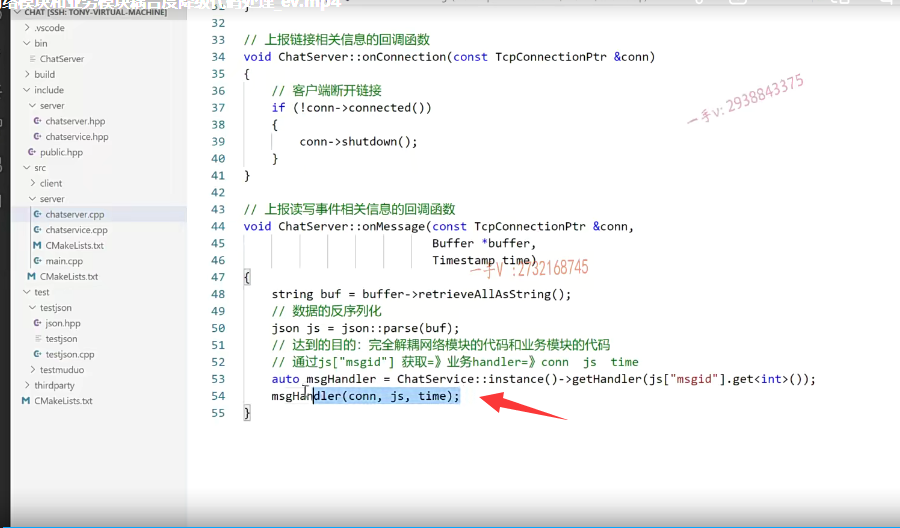 CHAT [SSH: TONY-VIRTUAL-MACHINE]
.vscode
bin
ChatServer
build
include
server
chatserver.hpp
chatservice.hpp
public.hpp
src
client
server
chatserver.cpp
chatservice.cpp
CMakeLists.txt
main.cpp
CMakeLists.txt
test
testjson
json.hpp
testjson
testjson.cpp
testmuduo
thirdparty
CMakeLists.txt
32
33 // 上报链接相关信息的回调函数
34 void ChatServer::onConnection(const TcpConnectionPtr &conn)
35 {
36 // 客户端断开链接
37 if (!conn->connected())
38 {
39 conn->shutdown();
40 }
41 }
42
43 // 上报读写事件相关信息的回调函数
44 void ChatServer::onMessage(const TcpConnectionPtr &conn,
45 Buffer *buffer,
46 Timestamp time)
47 {
48 string buf = buffer->retrieveAllAsString();
49 // 数据的反序列化
50 json js = json::parse(buf);
51 // 达到的目的：完全解耦网络模块的代码和业务模块的代码
52 // 通过js["msgid"] 获取=》业务handler=》conn js time
53 auto msgHandler = ChatService::instance()->getHandler(js["msgid"].get<int>());
54 msgHandler(conn, js, time);
55 }
一手v: 2938843375
一手V :2732168745